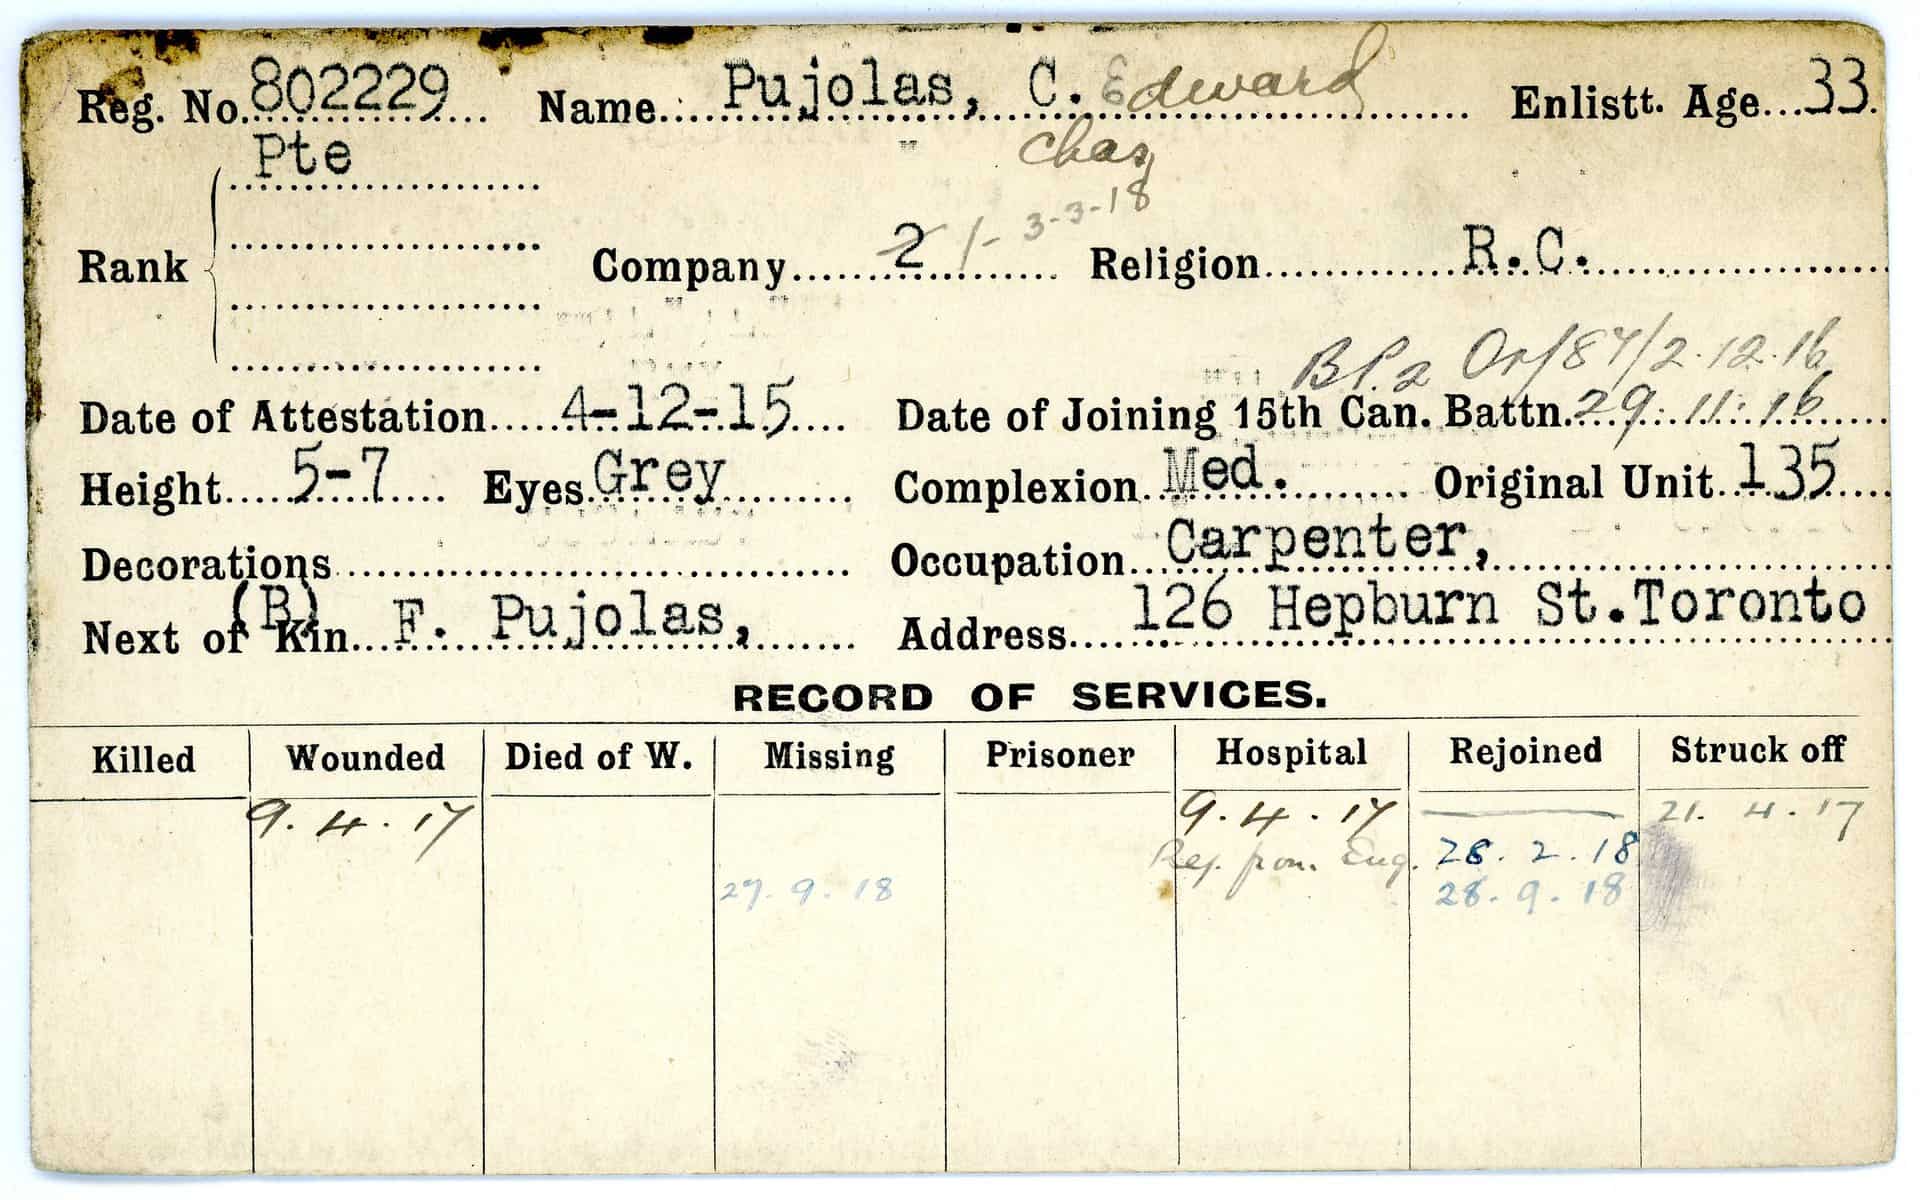 Reg. No. 802229 Name Pujolas, C. Edward Enlistt. Age 33
Pte " Chas
Rank Company 2 1- 3-3-18 Religion R.C.
B P. 2 Or/87/2.12.16
Date of Attestation 4-12-15 Date of Joining 15th Can. Battn. 29.11.16
Height 5-7 Eyes Grey Complexion Med. Original Unit 135
Decorations Occupation Carpenter,
Next of Kin (B) F. Pujolas, Address 126 Hepburn St. Toronto
RECORD OF SERVICES.
Killed Wounded Died of W. Missing Prisoner Hospital Rejoined Struck off
9.4.17 9.4.17 21.4.17
Rej. from Eng. 28.2.18
27.9.18 28.9.18